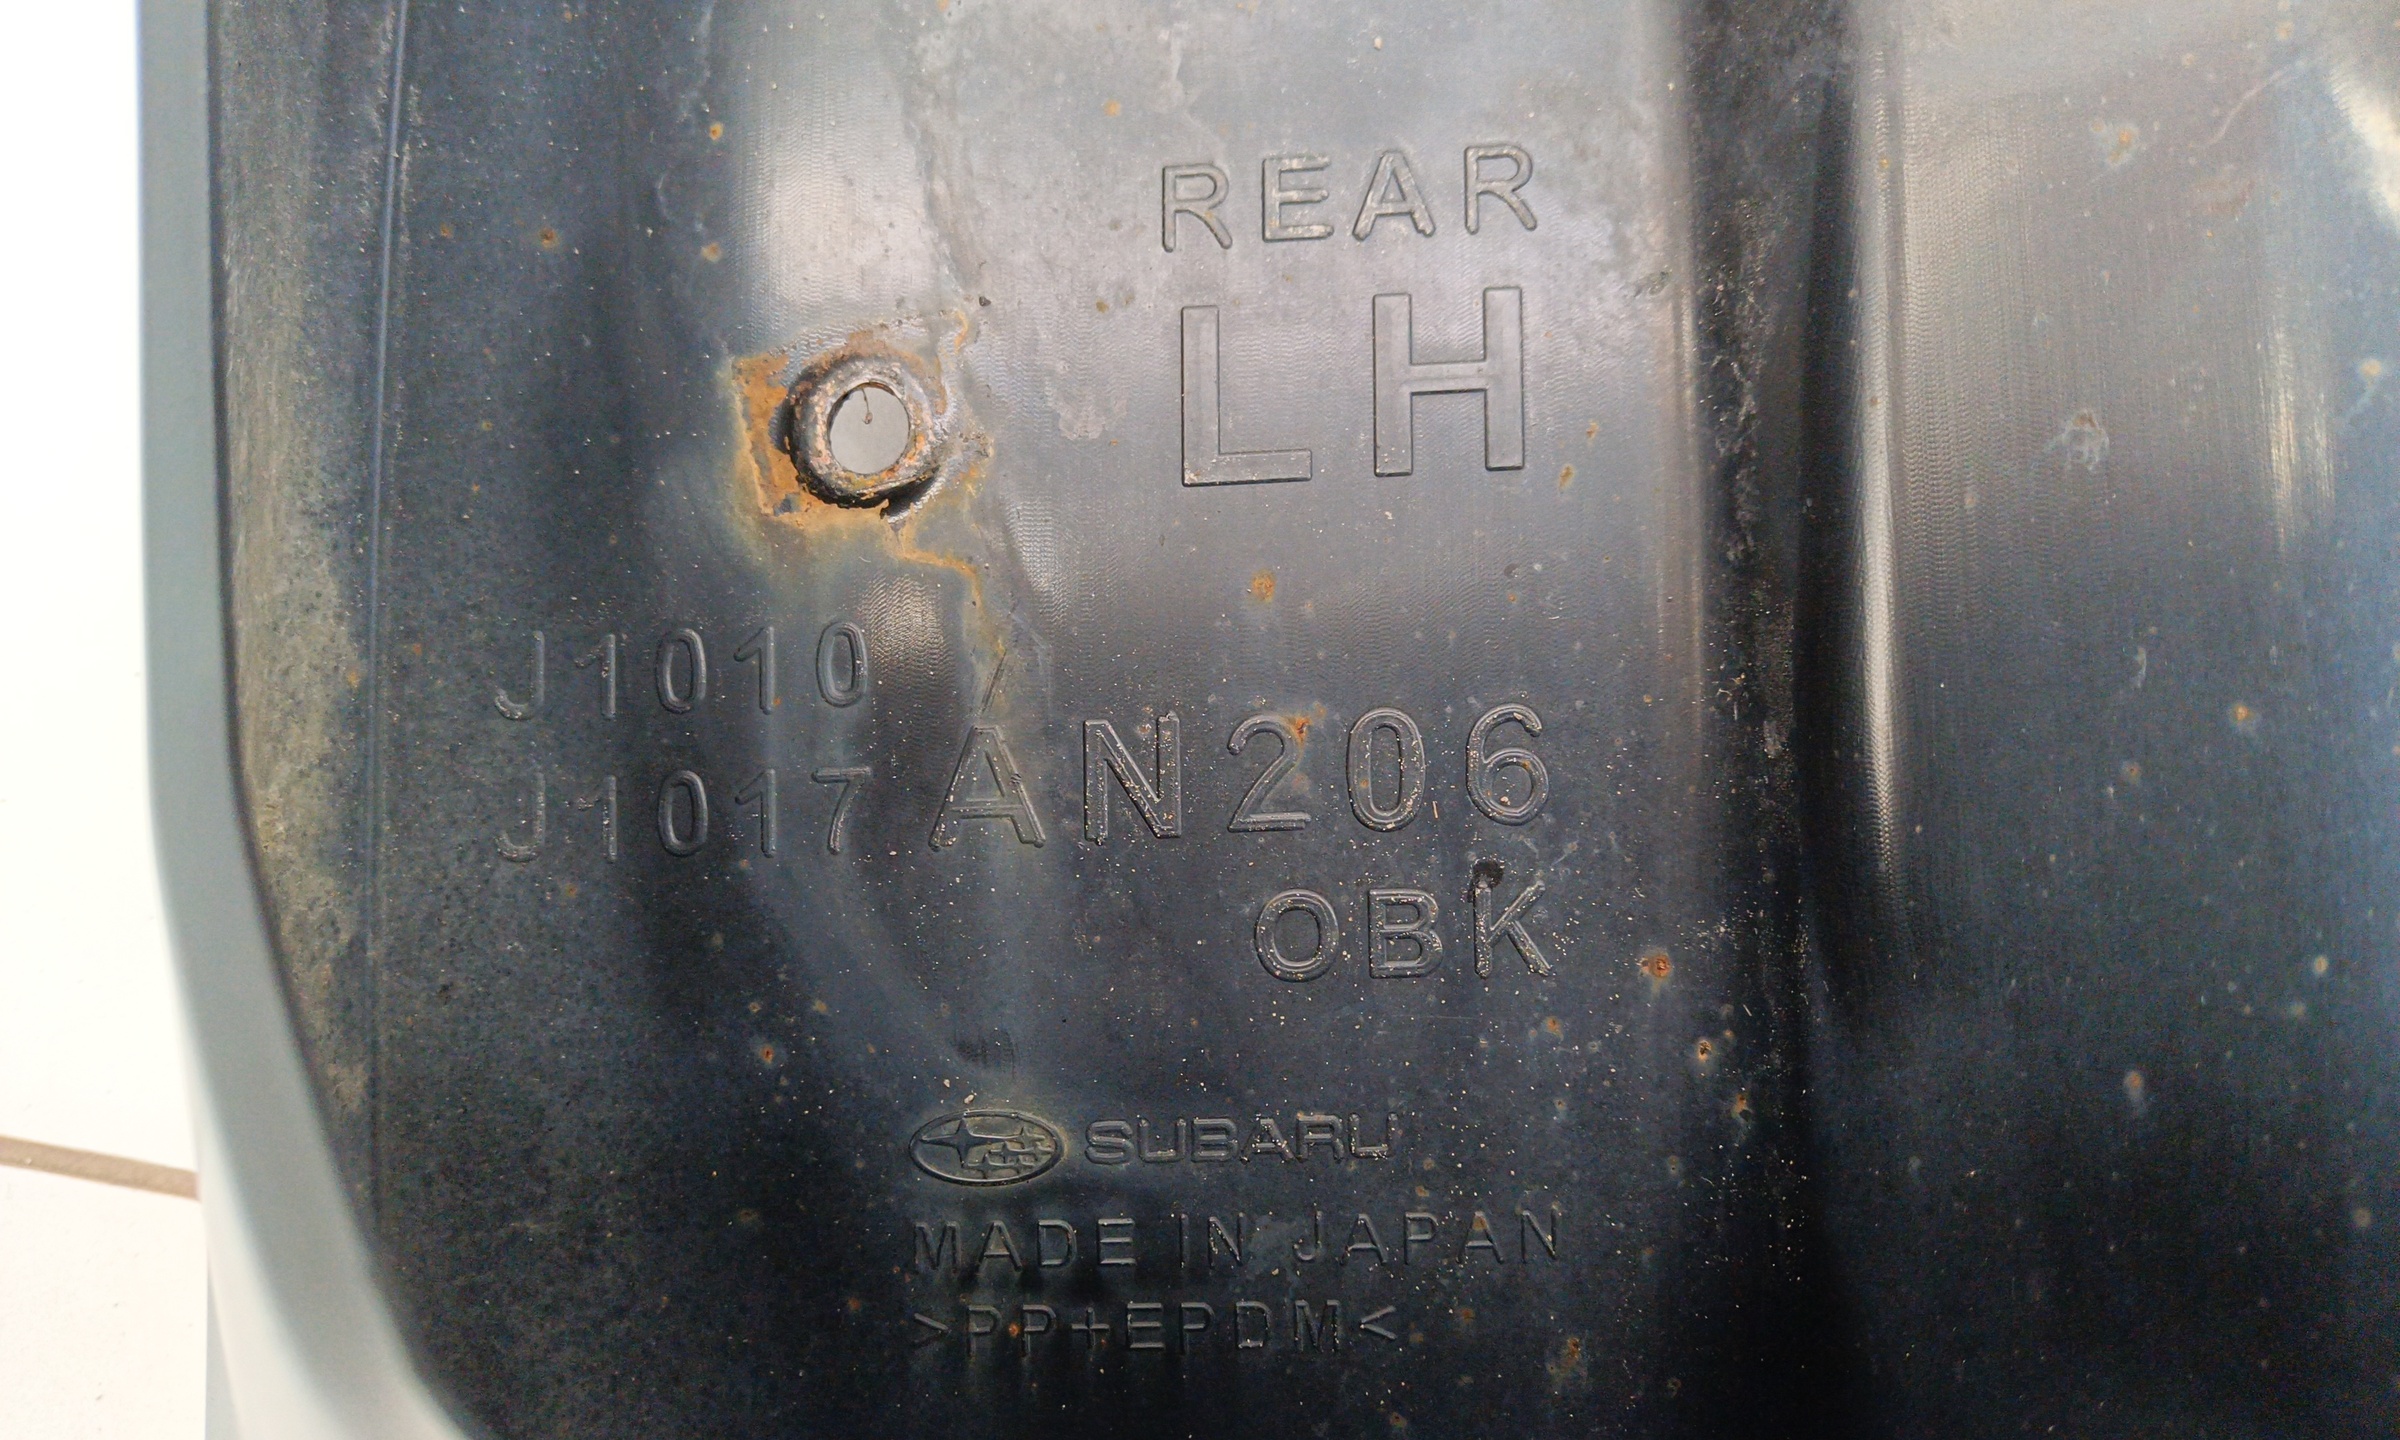 REAR
LH
J1010
J1017 AN206
OBK
SUBARU
MADE IN JAPAN
>PP+EPDM<